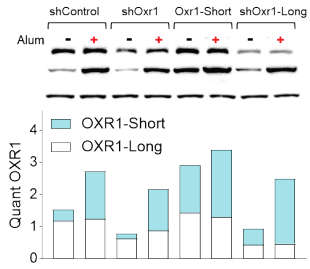 shControl shOxr1 Oxr1-Short shOxr1-Long
Alum - + - + - + - +
OXR1-Short
OXR1-Long
Quant OXR1
4
3
2
1
0